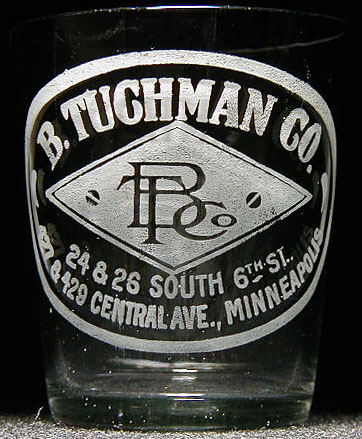 B. TUCHMAN CO.
BTCo
24 & 26 SOUTH 6TH ST.
427 & 429 CENTRAL AVE., MINNEAPOLIS